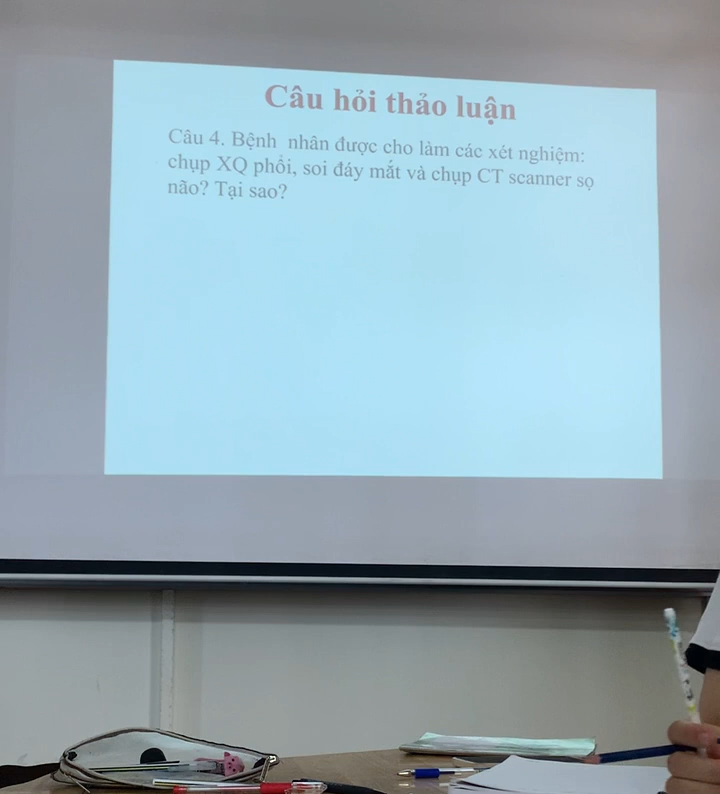 Câu hỏi thảo luận
Câu 4. Bệnh nhân được cho làm các xét nghiệm:
chụp XQ phổi, soi đáy mắt và chụp CT scanner sọ
não? Tại sao?